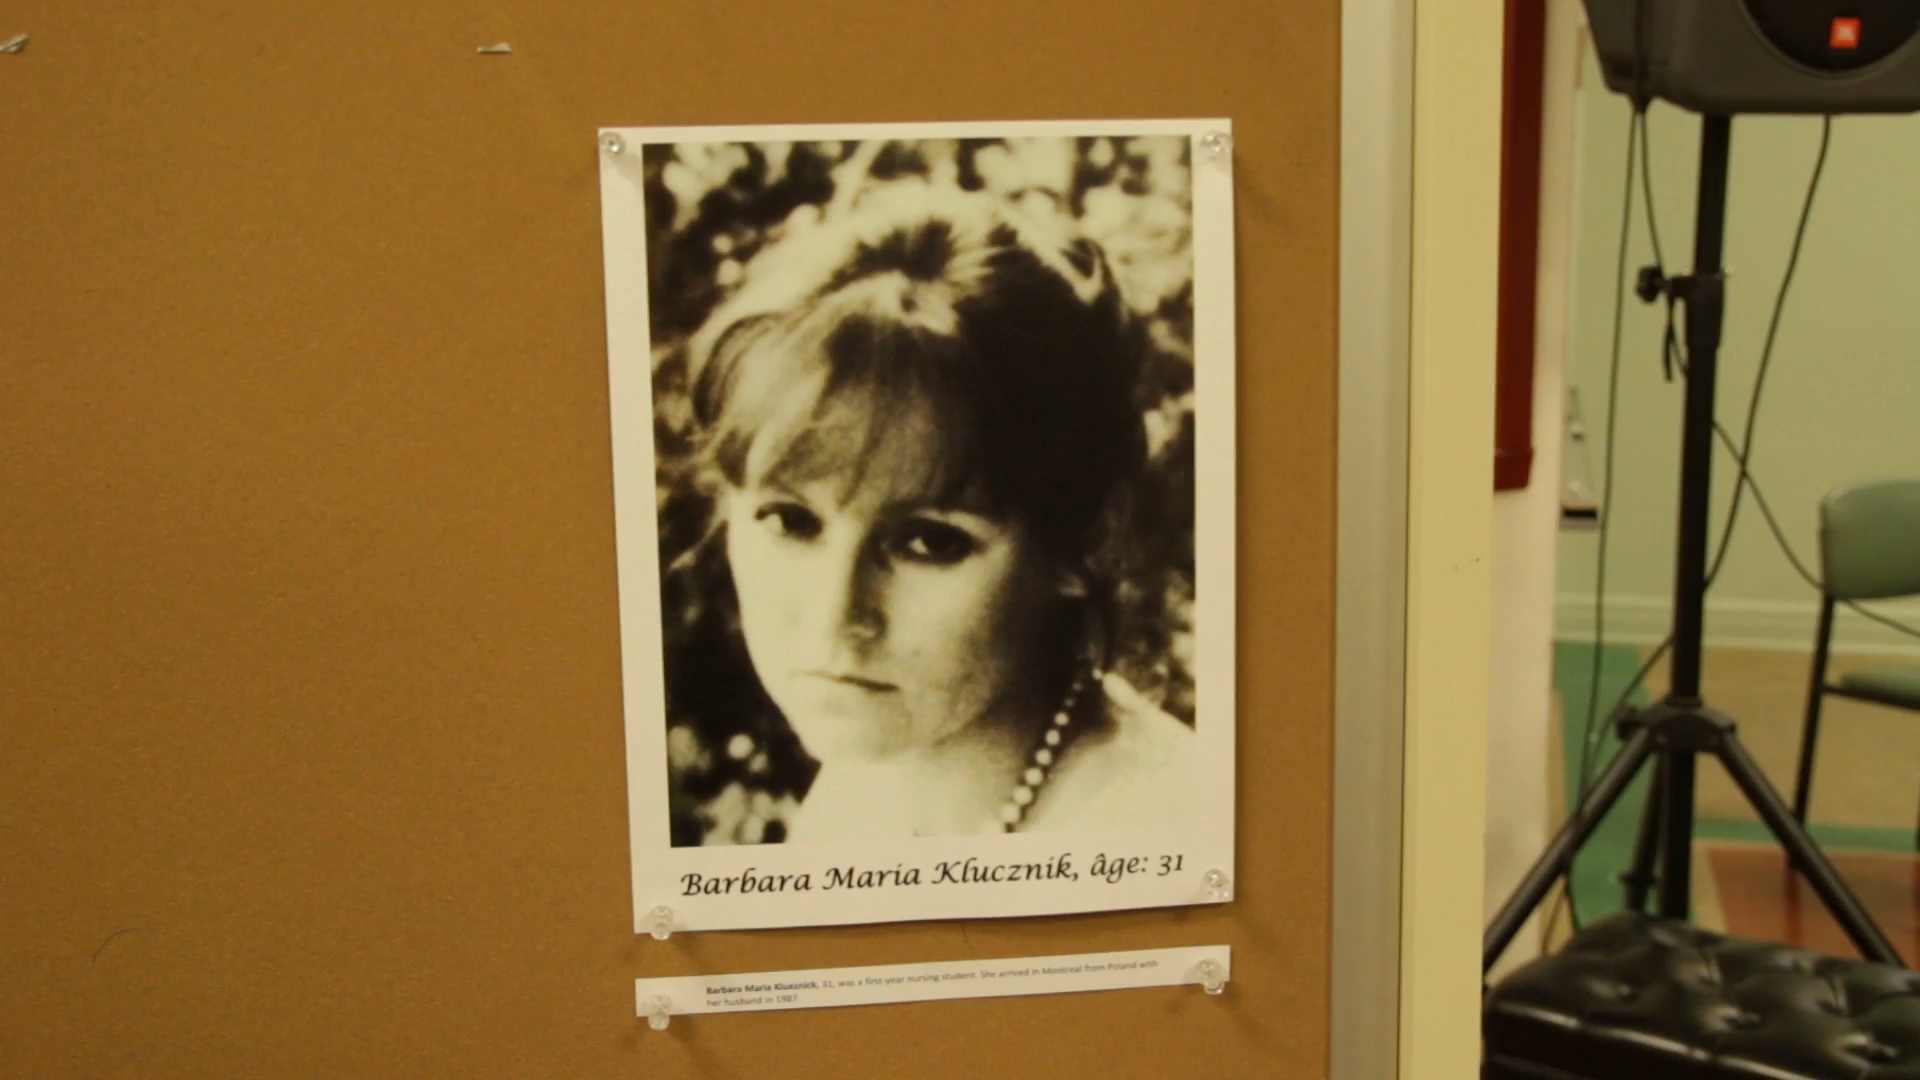 Barbara Maria Klucznik, âge: 31
Barbara Maria Klueznick, 31, was a first-year nursing student. She arrived in Montreal from Poland with
her husband in 1987